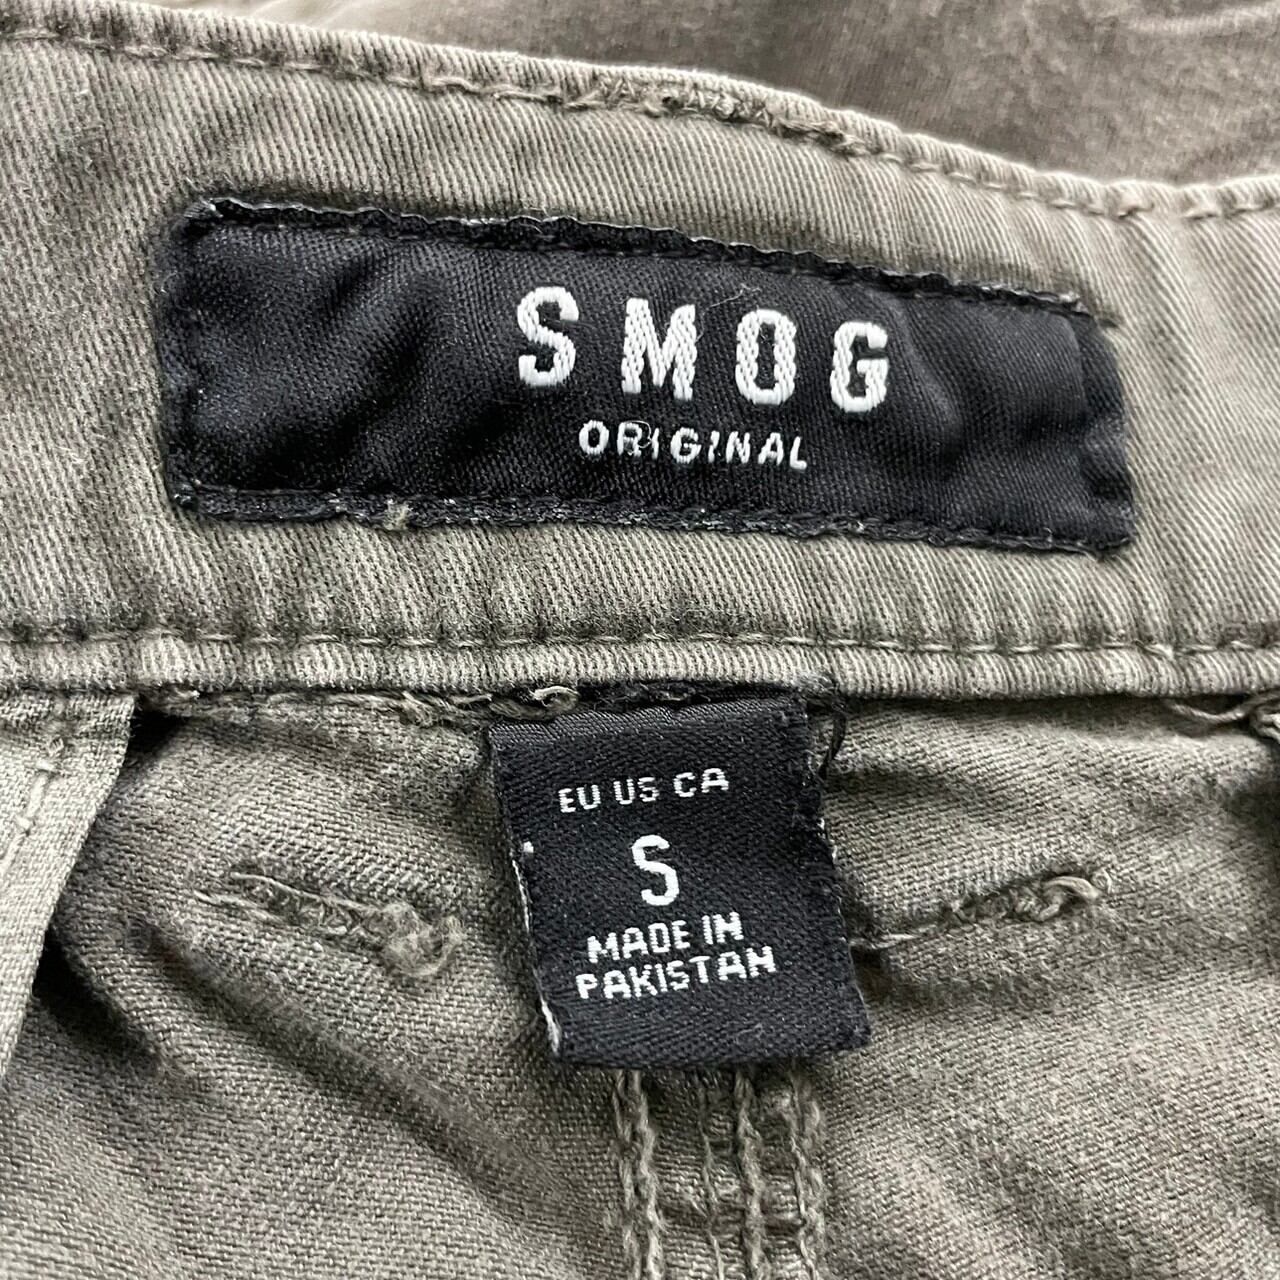 SMOG
ORIGINAL
EU US CA
S
MADE IN
PAKISTAN